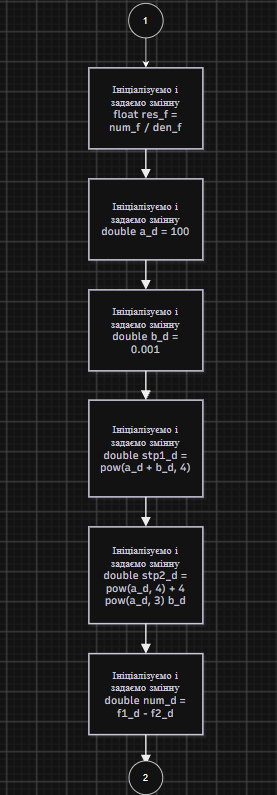 1
Ініціалізуємо і
задаємо змінну
float res_f =
num_f / den_f
Ініціалізуємо і
задаємо змінну
double a_d = 100
Ініціалізуємо і
задаємо змінну
double b_d =
0.001
Ініціалізуємо і
задаємо змінну
double stp1_d =
pow(a_d + b_d, 4)
Ініціалізуємо і
задаємо змінну
double stp2_d =
pow(a_d, 4) + 4
pow(a_d, 3) b_d
Ініціалізуємо і
задаємо змінну
double num_d =
f1_d - f2_d
2